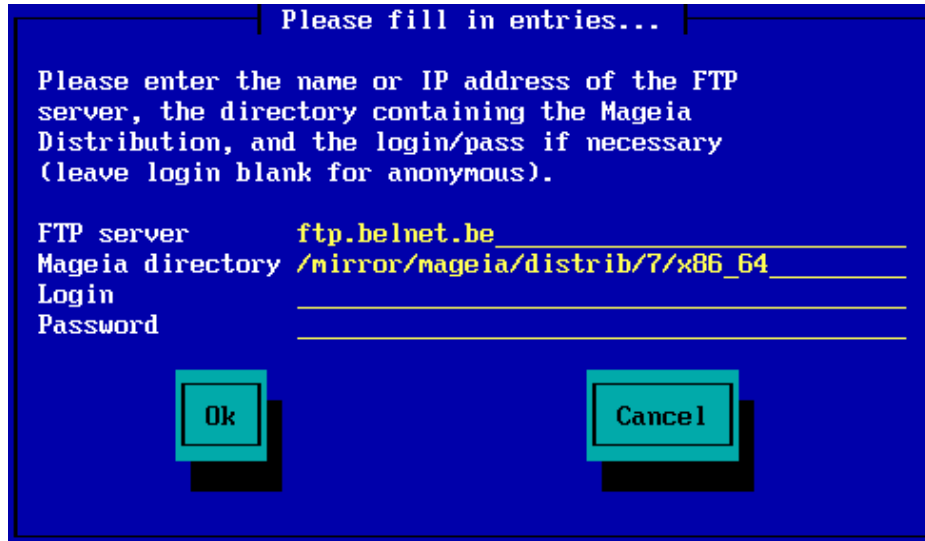 Please fill in entries...
Please enter the name or IP address of the FTP
server, the directory containing the Mageia
Distribution, and the login/pass if necessary
(leave login blank for anonymous).
FTP server ftp.belnet.be
Mageia directory /mirror/mageia/distrib/7/x86_64
Login
Password
Ok Cancel